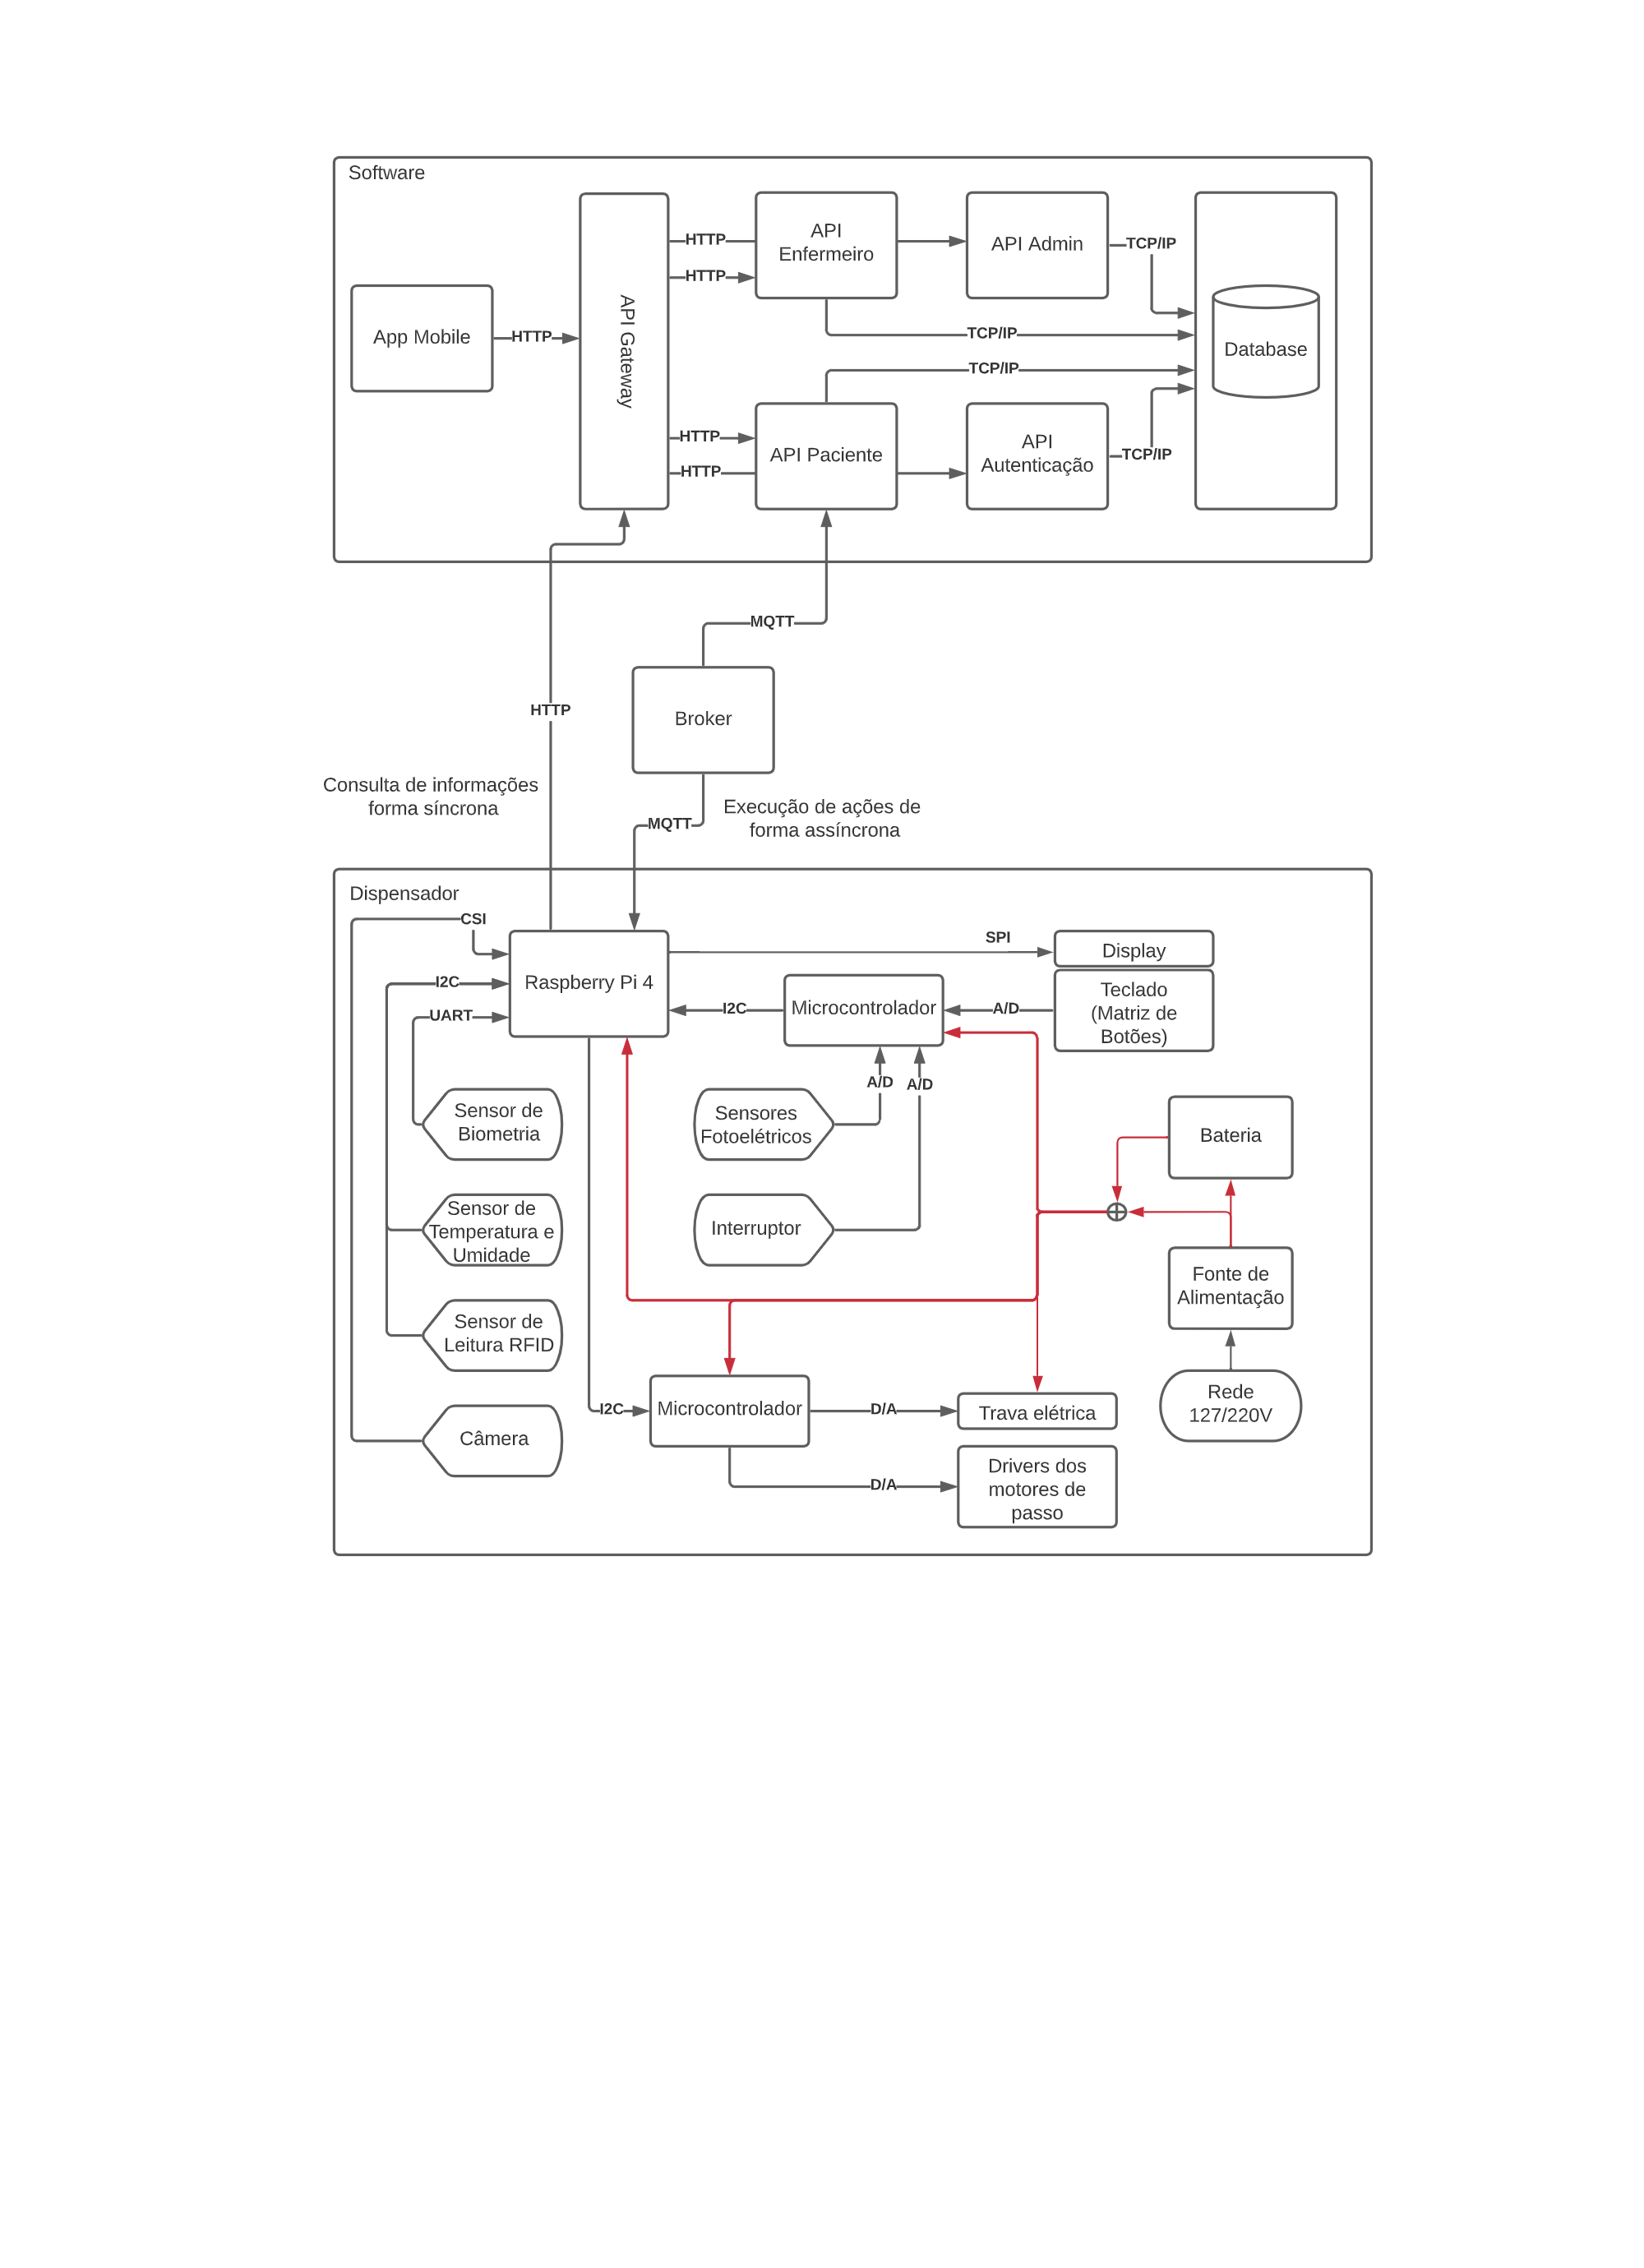 Software
API
Enfermeiro
API Admin
HTTP
TCP/IP
HTTP
API Gateway
App Mobile
HTTP
TCP/IP
Database
TCP/IP
HTTP
API Paciente
API
Autenticação
TCP/IP
HTTP
MQTT
HTTP
Broker
Consulta de informações
forma síncrona
Execução de ações de
forma assíncrona
MQTT
Dispensador
CSI
SPI
Display
I2C
Raspberry Pi 4
UART
I2C
Microcontrolador
A/D
Teclado
(Matriz de
Botões)
A/D
A/D
Sensor de
Biometria
Sensores
Fotoelétricos
Bateria
Sensor de
Temperatura e
Umidade
Interruptor
Fonte de
Alimentação
Sensor de
Leitura RFID
Rede
127/220V
I2C
Microcontrolador
D/A
Trava elétrica
Câmera
D/A
Drivers dos
motores de
passo